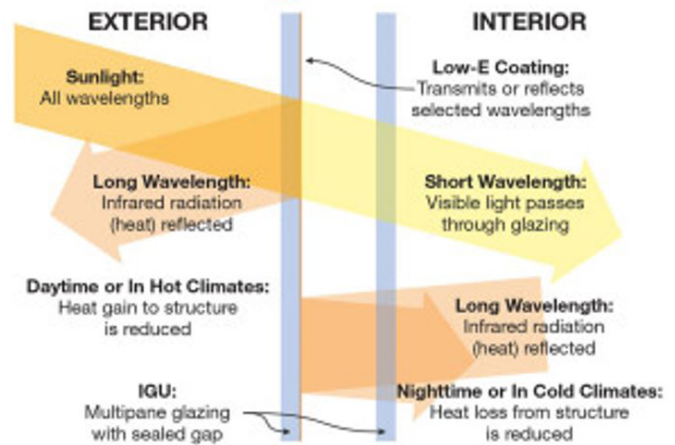 EXTERIOR
INTERIOR
Sunlight:
All wavelengths
Low-E Coating:
Transmits or reflects
selected wavelengths
Long Wavelength:
Infrared radiation
(heat) reflected
Short Wavelength:
Visible light passes
through glazing
Daytime or In Hot Climates:
Heat gain to structure
is reduced
Long Wavelength:
Infrared radiation
(heat) reflected
IGU:
Multipane glazing
with sealed gap
Nighttime or In Cold Climates:
Heat loss from structure
is reduced